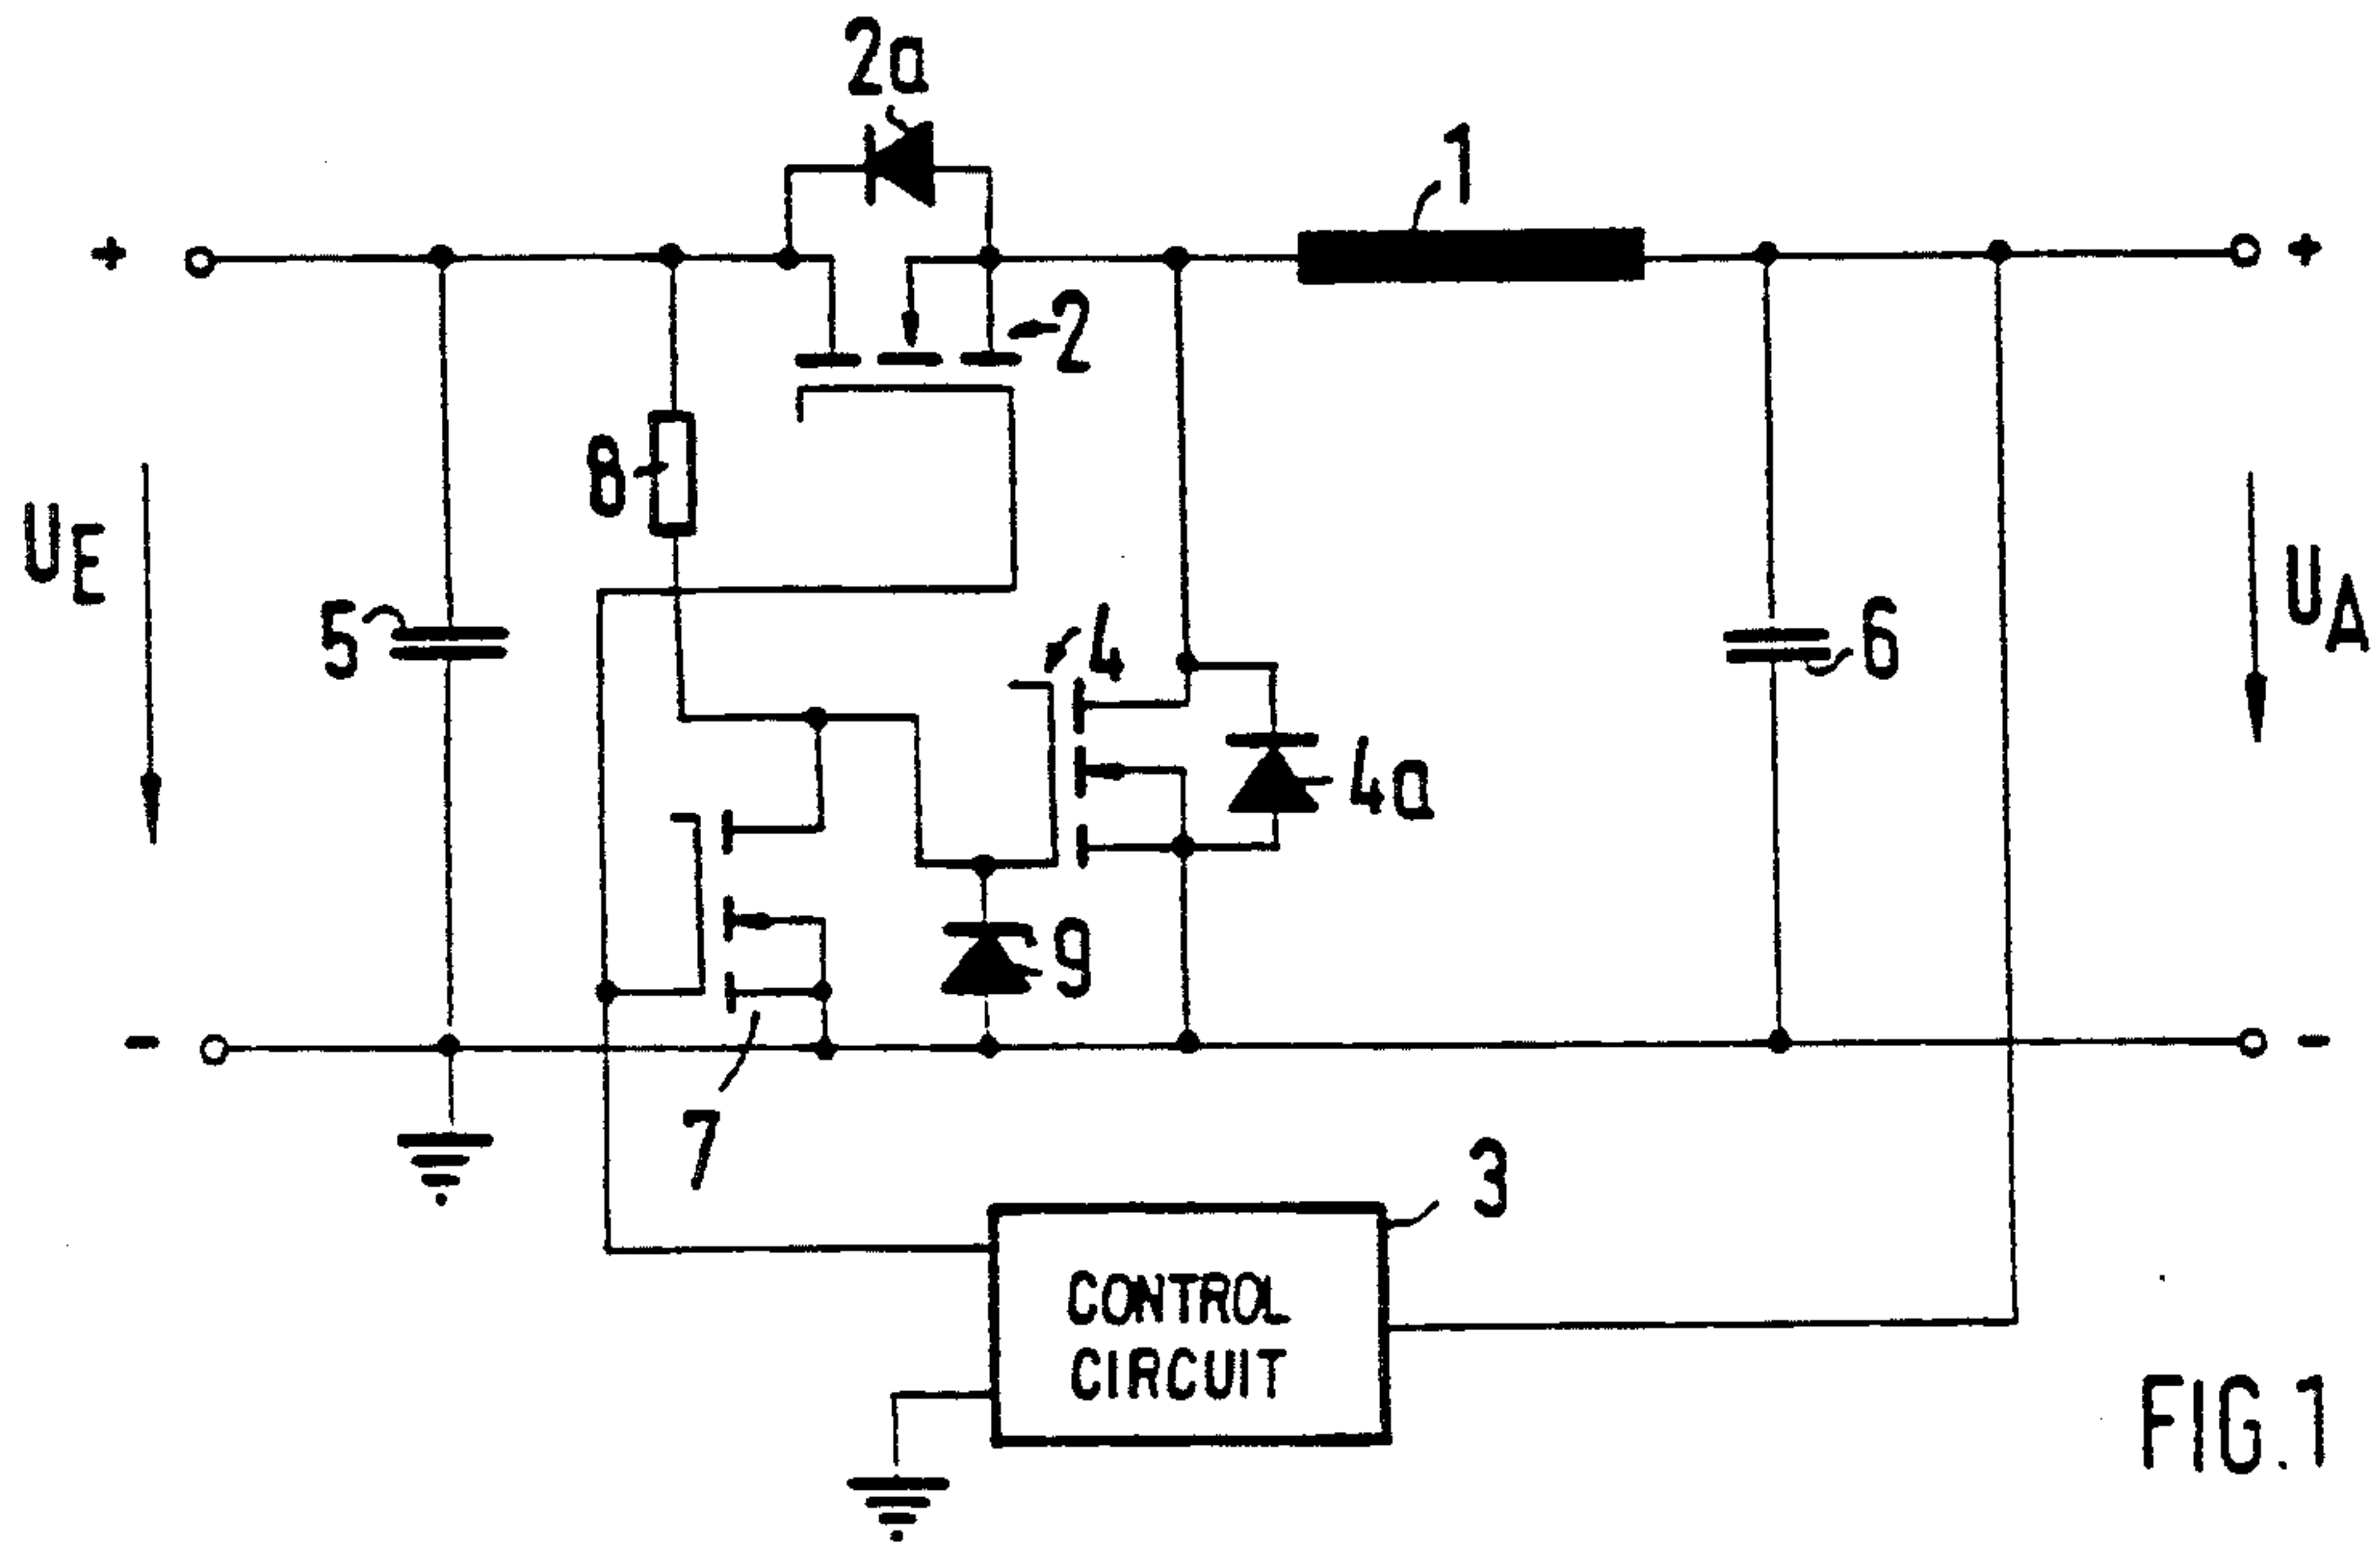 2a
1
+
+
2
8
U_E
5
4
6
U_A
4a
9
-
-
7
3
CONTROL
CIRCUIT
FIG.1